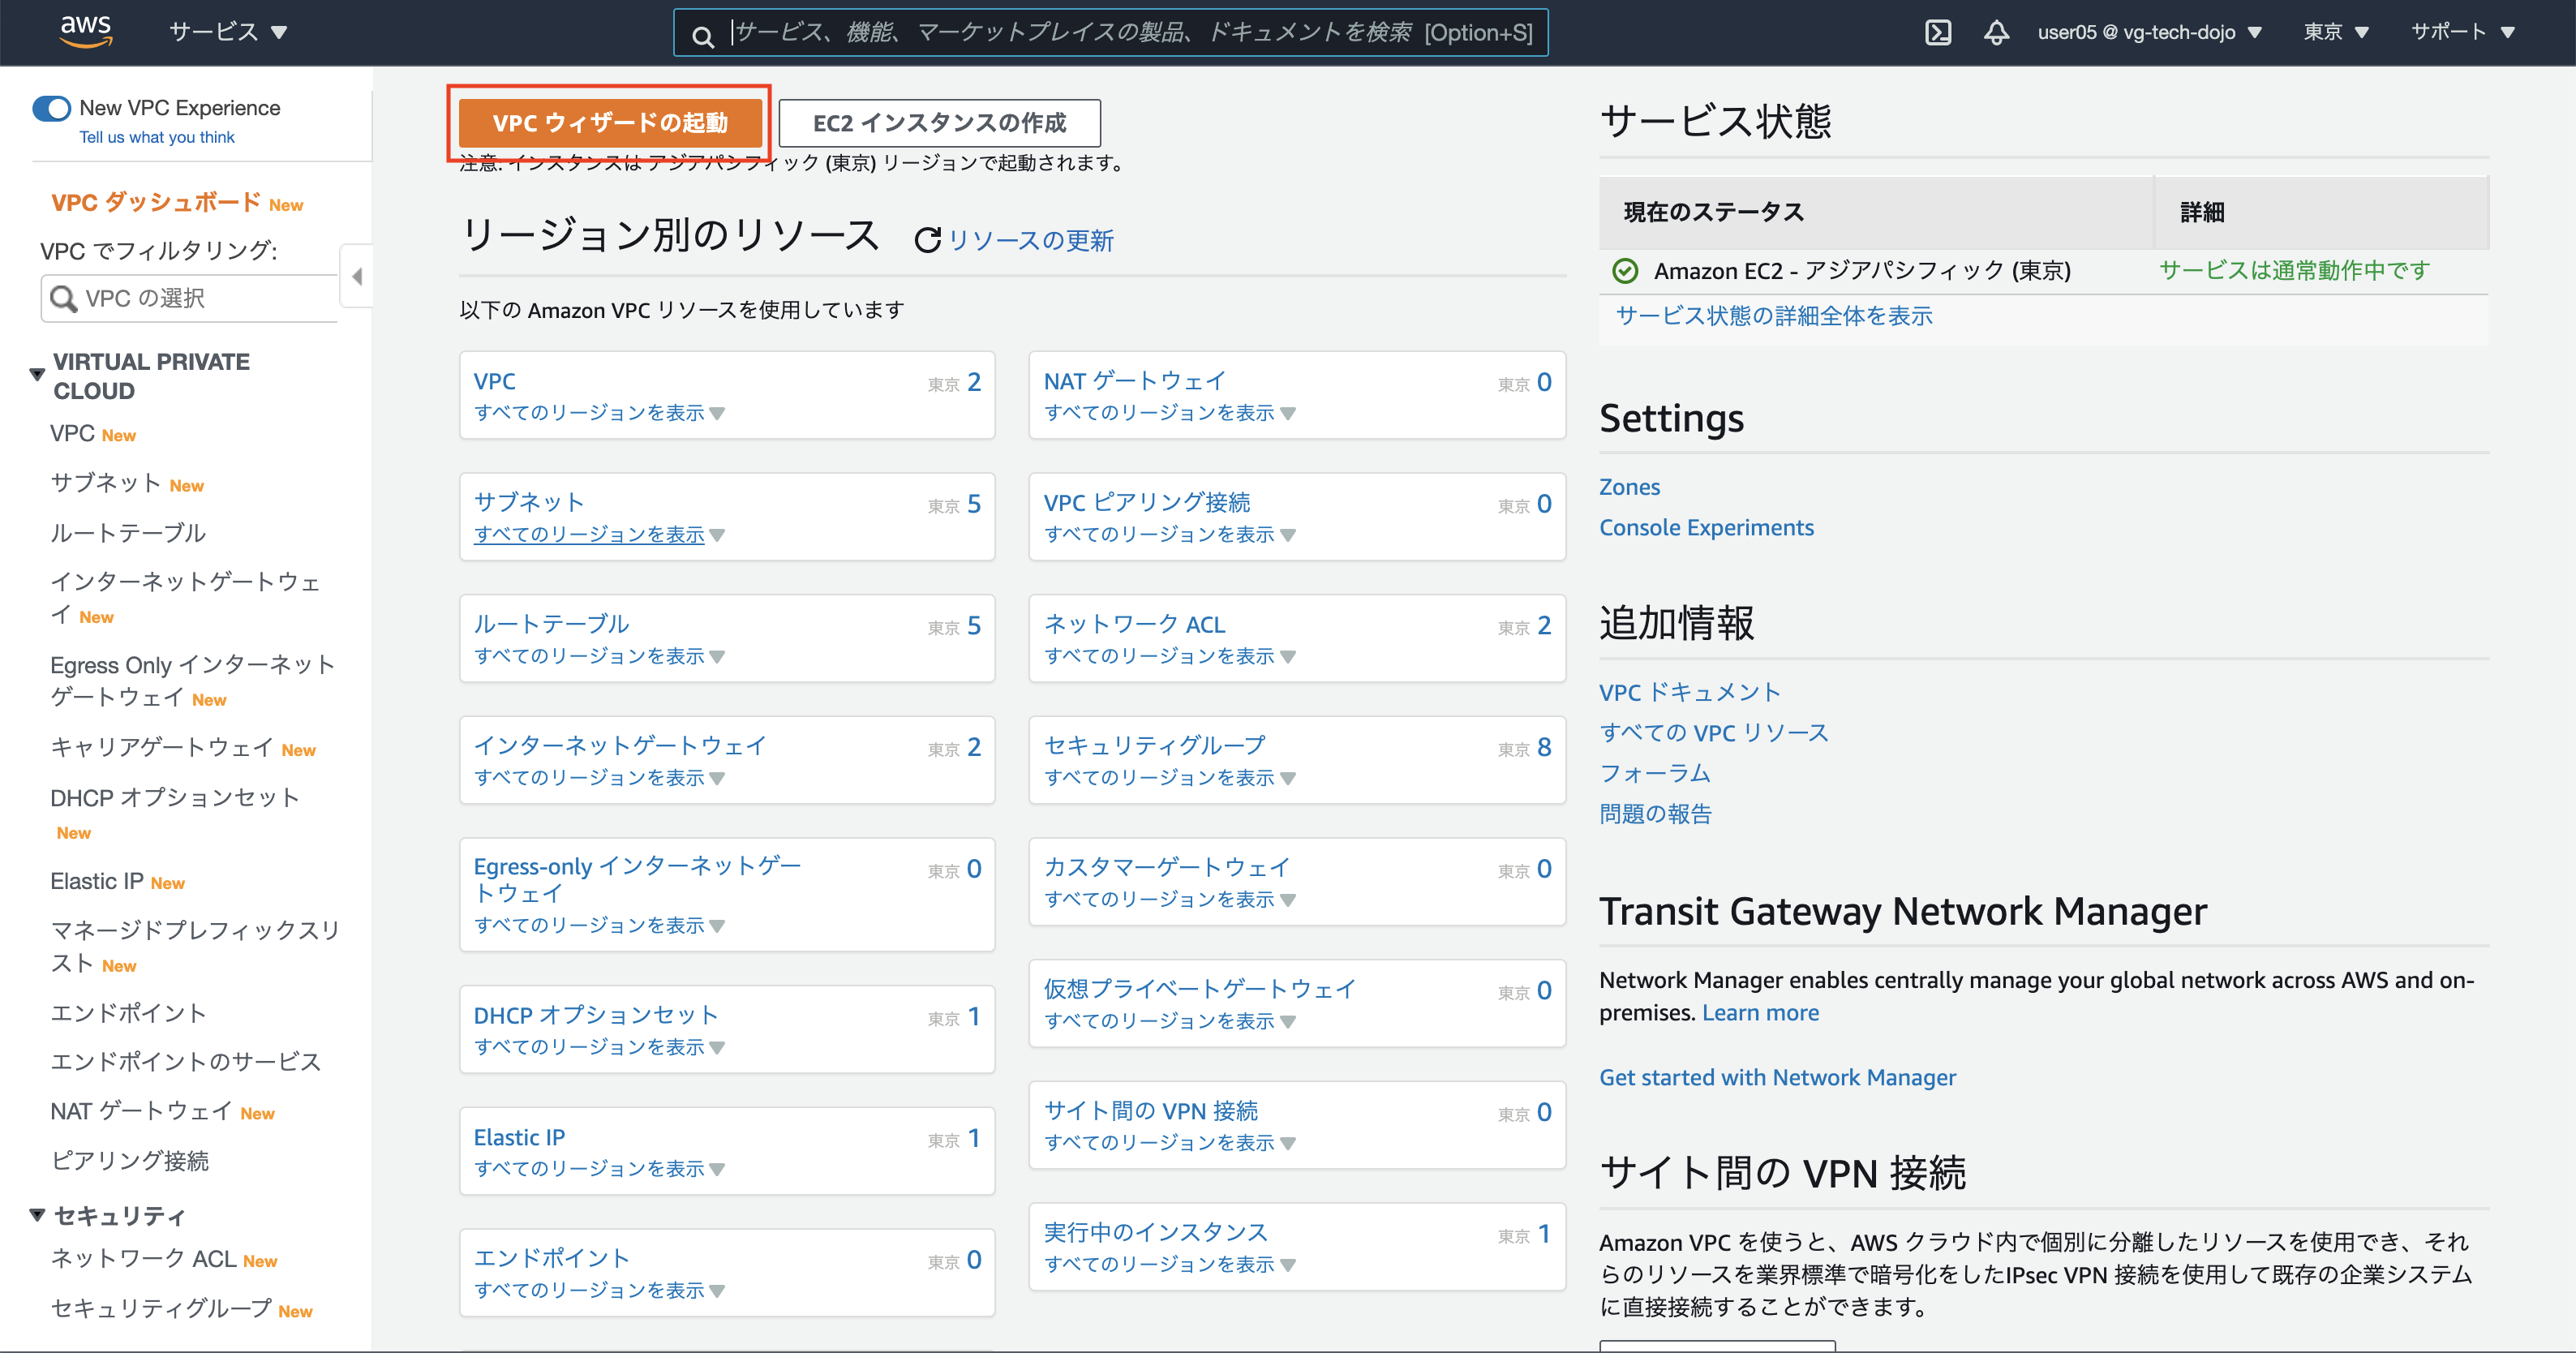 aws
サービス
サービス、機能、マーケットプレイスの製品、ドキュメントを検索 [Option+S]
user05 @ vg-tech-dojo
東京
サポート
New VPC Experience
Tell us what you think
VPC ダッシュボード New
VPC でフィルタリング:
VPC の選択
VIRTUAL PRIVATE
CLOUD
VPC New
サブネット New
ルートテーブル
インターネットゲートウェ
イ New
Egress Only インターネット
ゲートウェイ New
キャリアゲートウェイ New
DHCP オプションセット
New
Elastic IP New
マネージドプレフィックスリ
スト New
エンドポイント
エンドポイントのサービス
NAT ゲートウェイ New
ピアリング接続
セキュリティ
ネットワーク ACL New
セキュリティグループ New
VPC ウィザードの起動
EC2 インスタンスの作成
注意: インスタンスは アジアパシフィック (東京) リージョンで起動されます。
リージョン別のリソース
リソースの更新
以下の Amazon VPC リソースを使用しています
VPC 東京 2
すべてのリージョンを表示
サブネット 東京 5
すべてのリージョンを表示
ルートテーブル 東京 5
すべてのリージョンを表示
インターネットゲートウェイ 東京 2
すべてのリージョンを表示
Egress-only インターネットゲー 東京 0
トウェイ
すべてのリージョンを表示
DHCP オプションセット 東京 1
すべてのリージョンを表示
Elastic IP 東京 1
すべてのリージョンを表示
エンドポイント 東京 0
すべてのリージョンを表示
NAT ゲートウェイ 東京 0
すべてのリージョンを表示
VPC ピアリング接続 東京 0
すべてのリージョンを表示
ネットワーク ACL 東京 2
すべてのリージョンを表示
セキュリティグループ 東京 8
すべてのリージョンを表示
カスタマーゲートウェイ 東京 0
すべてのリージョンを表示
仮想プライベートゲートウェイ 東京 0
すべてのリージョンを表示
サイト間の VPN 接続 東京 0
すべてのリージョンを表示
実行中のインスタンス 東京 1
すべてのリージョンを表示
サービス状態
現在のステータス 詳細
Amazon EC2 - アジアパシフィック (東京) サービスは通常動作中です
サービス状態の詳細全体を表示
Settings
Zones
Console Experiments
追加情報
VPC ドキュメント
すべての VPC リソース
フォーラム
問題の報告
Transit Gateway Network Manager
Network Manager enables centrally manage your global network across AWS and on-
premises. Learn more
Get started with Network Manager
サイト間の VPN 接続
Amazon VPC を使うと、AWS クラウド内で個別に分離したリソースを使用でき、それ
らのリソースを業界標準で暗号化をしたIPsec VPN 接続を使用して既存の企業システム
に直接接続することができます。